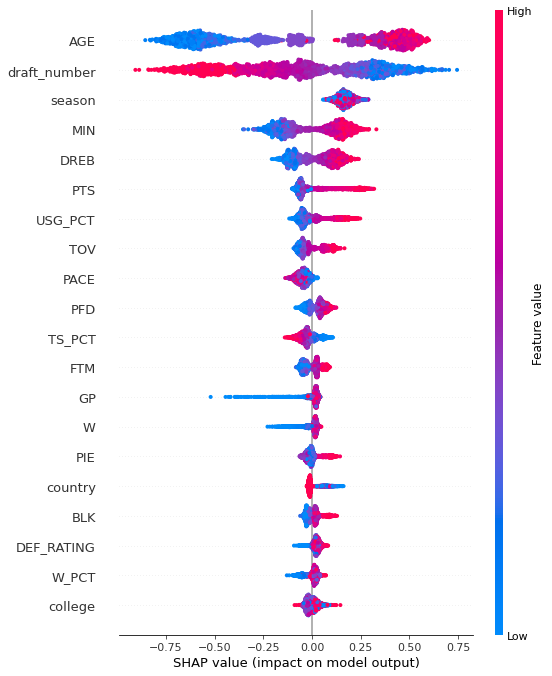 High
AGE
draft_number
season
MIN
DREB
PTS
USG_PCT
TOV
PACE
PFD
TS_PCT
FTM
GP
W
PIE
country
BLK
DEF_RATING
W_PCT
college
Low
Feature value
−0.75 −0.50 −0.25 0.00 0.25 0.50 0.75
SHAP value (impact on model output)